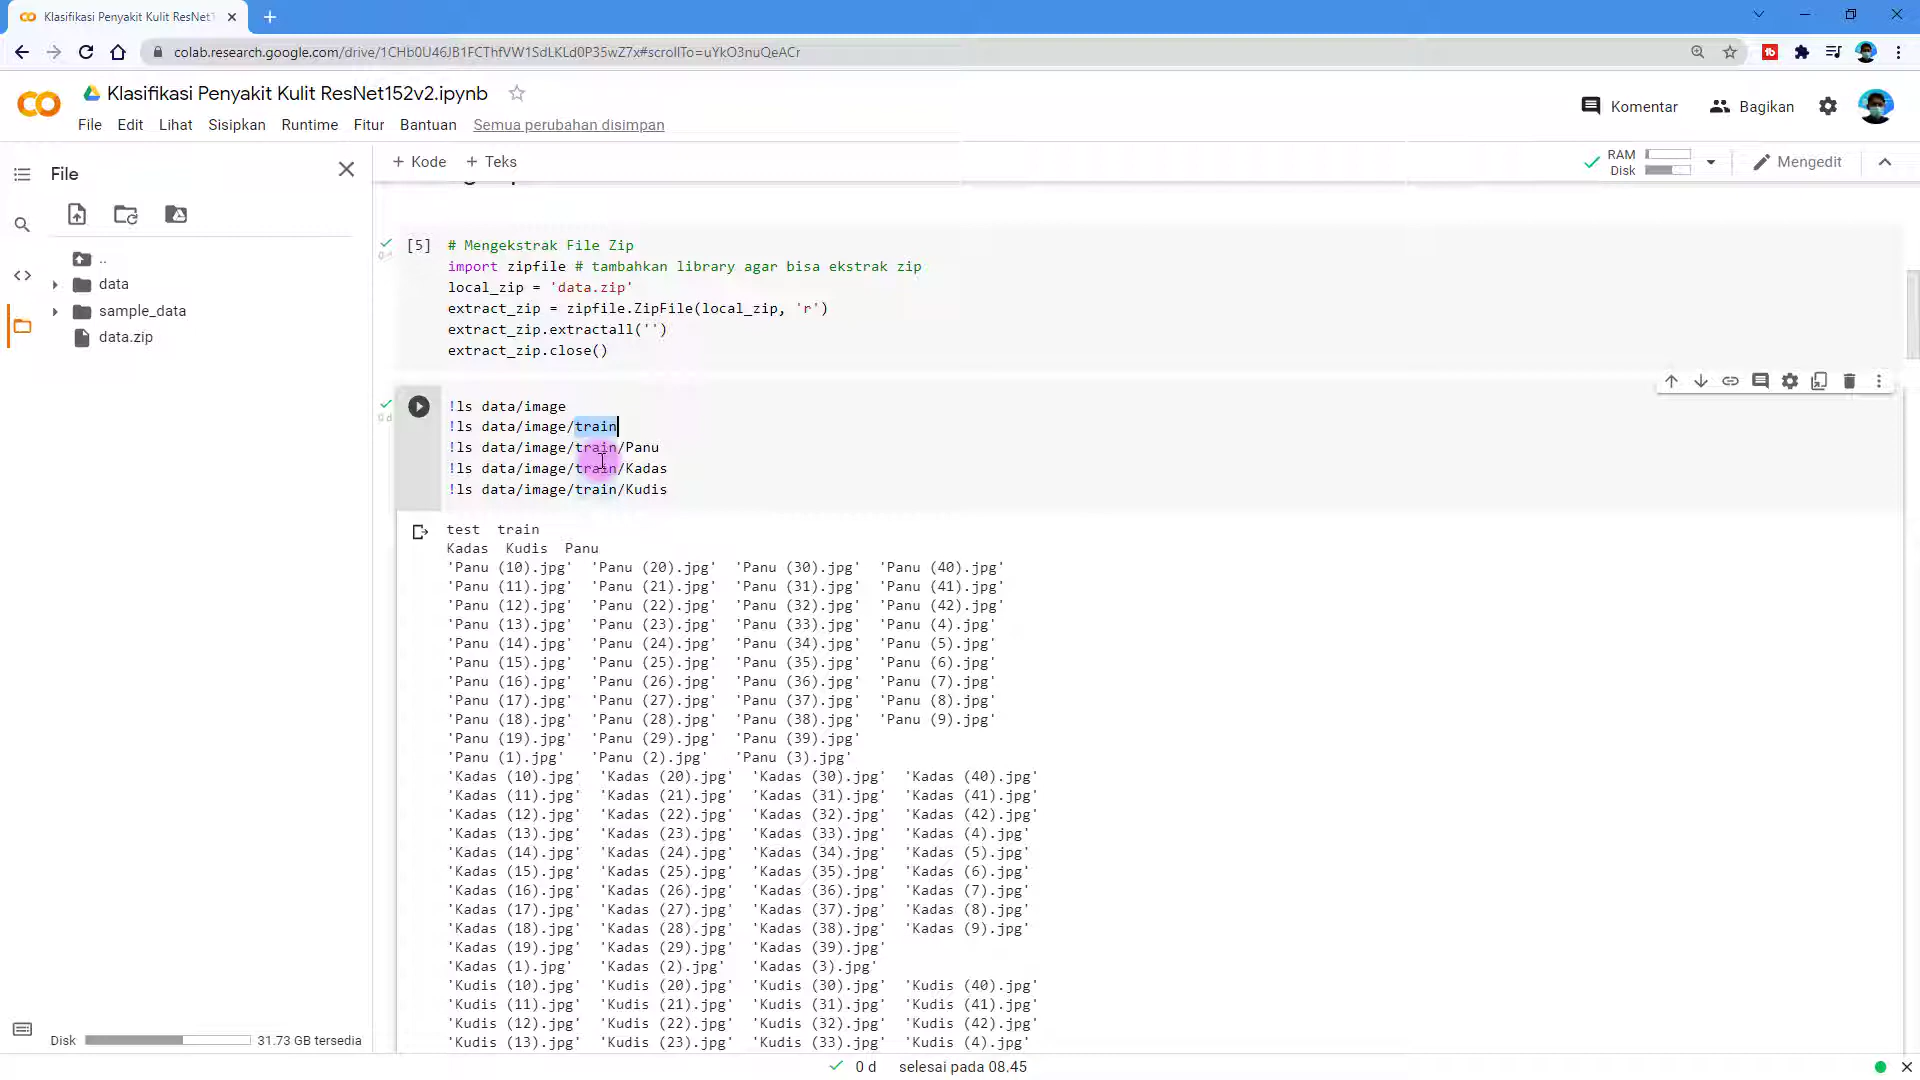 Klasifikasi Penyakit Kulit ResNet1
colab.research.google.com/drive/1CHb0U46JB1FCThfVW1SdLKLd0P35wZ7x#scrollTo=uYkO3nuQeACr
Klasifikasi Penyakit Kulit ResNet152v2.ipynb
Komentar Bagikan
File Edit Lihat Sisipkan Runtime Fitur Bantuan Semua perubahan disimpan
File
+ Kode + Teks
RAM
Disk
Mengedit
..
data
sample_data
data.zip
[5] # Mengekstrak File Zip
import zipfile # tambahkan library agar bisa ekstrak zip
local_zip = 'data.zip'
extract_zip = zipfile.ZipFile(local_zip, 'r')
extract_zip.extractall('')
extract_zip.close()
!ls data/image
!ls data/image/train
!ls data/image/train/Panu
!ls data/image/train/Kadas
!ls data/image/train/Kudis
test train
Kadas Kudis Panu
'Panu (10).jpg' 'Panu (20).jpg' 'Panu (30).jpg' 'Panu (40).jpg'
'Panu (11).jpg' 'Panu (21).jpg' 'Panu (31).jpg' 'Panu (41).jpg'
'Panu (12).jpg' 'Panu (22).jpg' 'Panu (32).jpg' 'Panu (42).jpg'
'Panu (13).jpg' 'Panu (23).jpg' 'Panu (33).jpg' 'Panu (4).jpg'
'Panu (14).jpg' 'Panu (24).jpg' 'Panu (34).jpg' 'Panu (5).jpg'
'Panu (15).jpg' 'Panu (25).jpg' 'Panu (35).jpg' 'Panu (6).jpg'
'Panu (16).jpg' 'Panu (26).jpg' 'Panu (36).jpg' 'Panu (7).jpg'
'Panu (17).jpg' 'Panu (27).jpg' 'Panu (37).jpg' 'Panu (8).jpg'
'Panu (18).jpg' 'Panu (28).jpg' 'Panu (38).jpg' 'Panu (9).jpg'
'Panu (19).jpg' 'Panu (29).jpg' 'Panu (39).jpg'
'Panu (1).jpg' 'Panu (2).jpg' 'Panu (3).jpg'
'Kadas (10).jpg' 'Kadas (20).jpg' 'Kadas (30).jpg' 'Kadas (40).jpg'
'Kadas (11).jpg' 'Kadas (21).jpg' 'Kadas (31).jpg' 'Kadas (41).jpg'
'Kadas (12).jpg' 'Kadas (22).jpg' 'Kadas (32).jpg' 'Kadas (42).jpg'
'Kadas (13).jpg' 'Kadas (23).jpg' 'Kadas (33).jpg' 'Kadas (4).jpg'
'Kadas (14).jpg' 'Kadas (24).jpg' 'Kadas (34).jpg' 'Kadas (5).jpg'
'Kadas (15).jpg' 'Kadas (25).jpg' 'Kadas (35).jpg' 'Kadas (6).jpg'
'Kadas (16).jpg' 'Kadas (26).jpg' 'Kadas (36).jpg' 'Kadas (7).jpg'
'Kadas (17).jpg' 'Kadas (27).jpg' 'Kadas (37).jpg' 'Kadas (8).jpg'
'Kadas (18).jpg' 'Kadas (28).jpg' 'Kadas (38).jpg' 'Kadas (9).jpg'
'Kadas (19).jpg' 'Kadas (29).jpg' 'Kadas (39).jpg'
'Kadas (1).jpg' 'Kadas (2).jpg' 'Kadas (3).jpg'
'Kudis (10).jpg' 'Kudis (20).jpg' 'Kudis (30).jpg' 'Kudis (40).jpg'
'Kudis (11).jpg' 'Kudis (21).jpg' 'Kudis (31).jpg' 'Kudis (41).jpg'
'Kudis (12).jpg' 'Kudis (22).jpg' 'Kudis (32).jpg' 'Kudis (42).jpg'
'Kudis (13).jpg' 'Kudis (23).jpg' 'Kudis (33).jpg' 'Kudis (4).jpg'
Disk 31.73 GB tersedia
0 d selesai pada 08.45